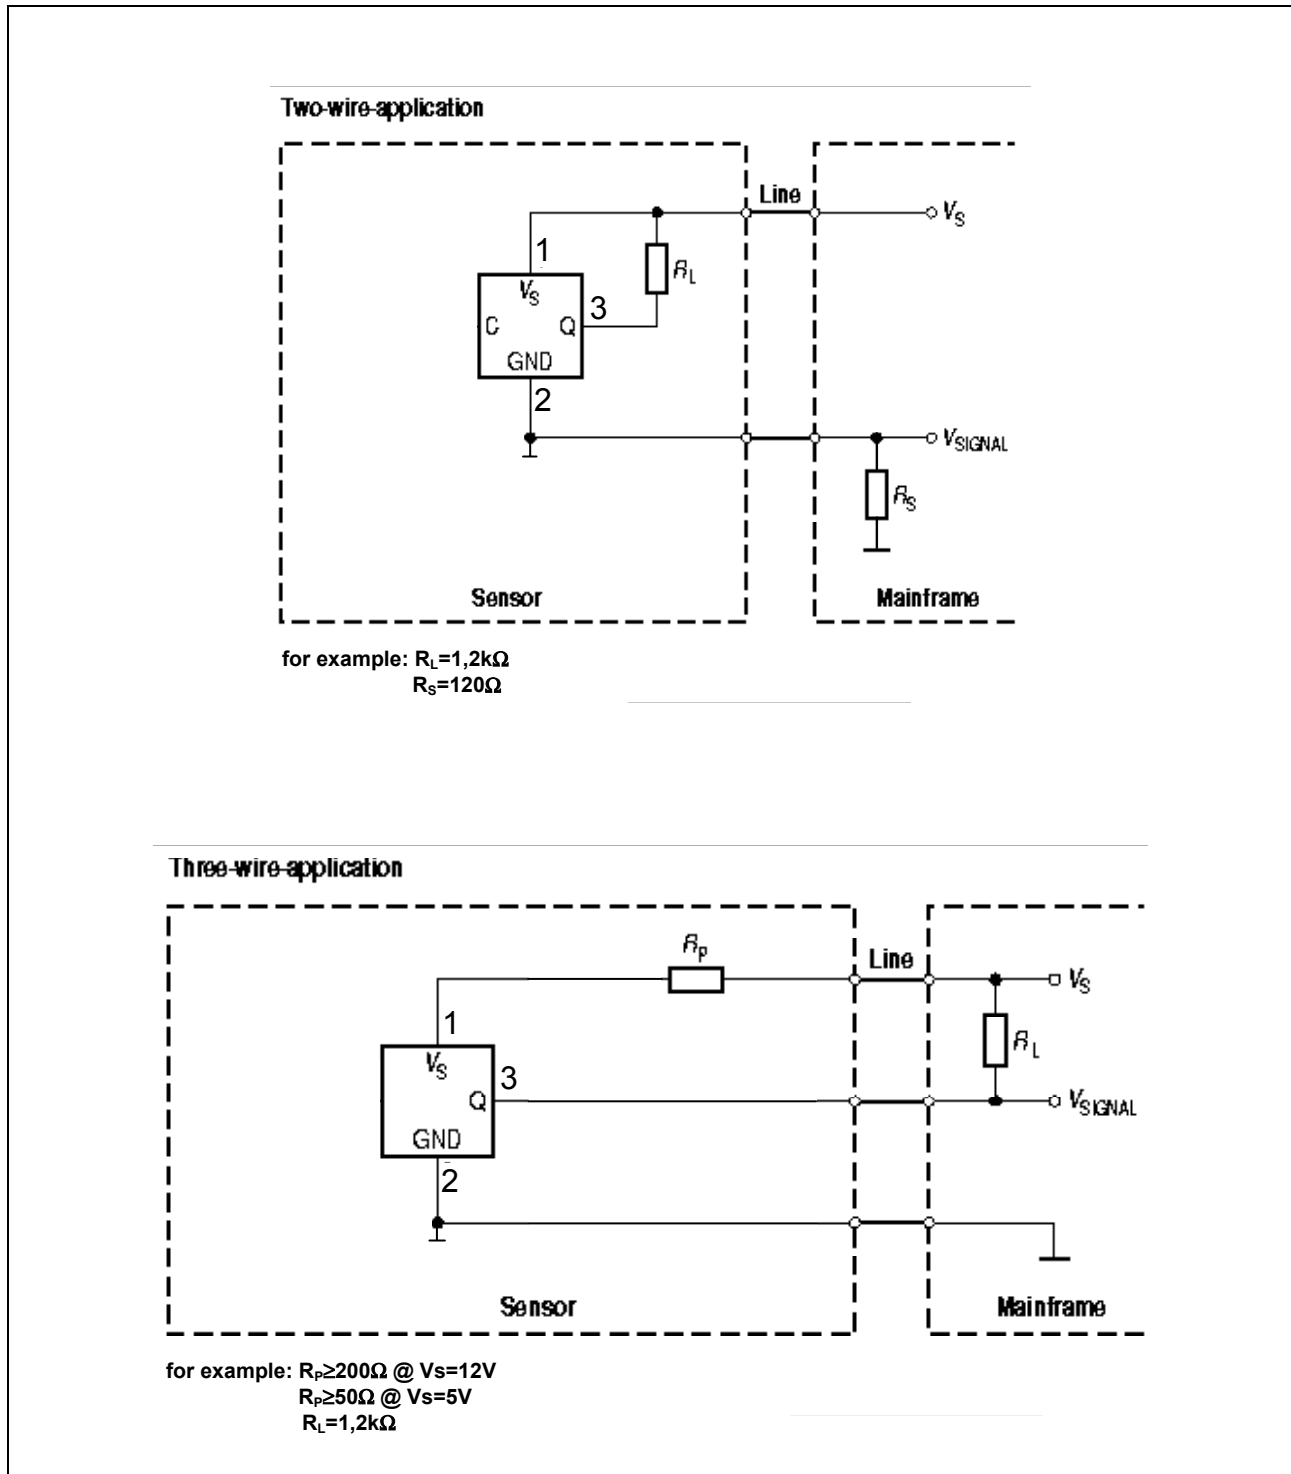 Two-wire-application
Line
V_S
1
R_L
V_S
3
C Q
GND
2
V_SIGNAL
R_S
Sensor
Mainframe
for example: R_L=1,2kΩ
R_S=120Ω
Three-wire-application
R_p
Line
V_S
1
R_L
V_S
3
Q
V_SIGNAL
GND
2
Sensor
Mainframe
for example: R_P≥200Ω @ Vs=12V
R_P≥50Ω @ Vs=5V
R_L=1,2kΩ